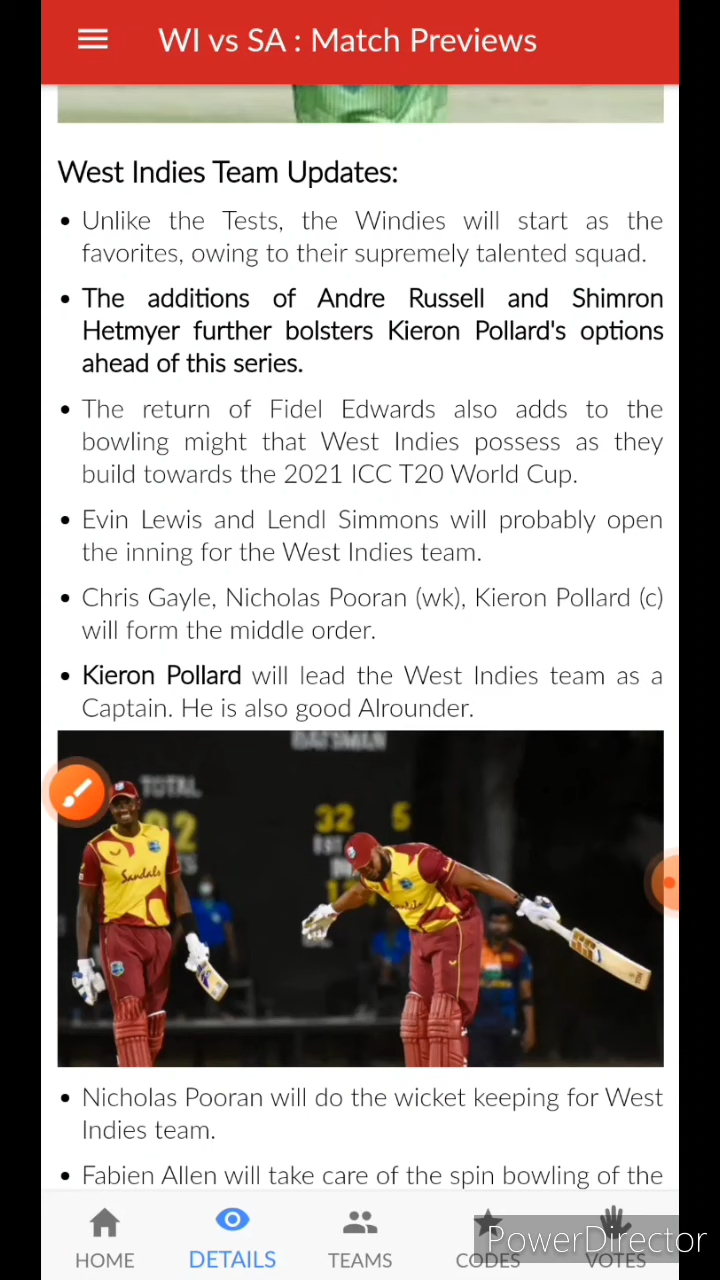 WI vs SA : Match Previews
West Indies Team Updates:
• Unlike the Tests, the Windies will start as the
favorites, owing to their supremely talented squad.
• The additions of Andre Russell and Shimron
Hetmyer further bolsters Kieron Pollard's options
ahead of this series.
• The return of Fidel Edwards also adds to the
bowling might that West Indies possess as they
build towards the 2021 ICC T20 World Cup.
• Evin Lewis and Lendl Simmons will probably open
the inning for the West Indies team.
• Chris Gayle, Nicholas Pooran (wk), Kieron Pollard (c)
will form the middle order.
• Kieron Pollard will lead the West Indies team as a
Captain. He is also good Alrounder.
BATSMAN
TOTAL
32 5
Sandals
• Nicholas Pooran will do the wicket keeping for West
Indies team.
• Fabien Allen will take care of the spin bowling of the
HOME
DETAILS
TEAMS
CODES
VOTES
PowerDirector